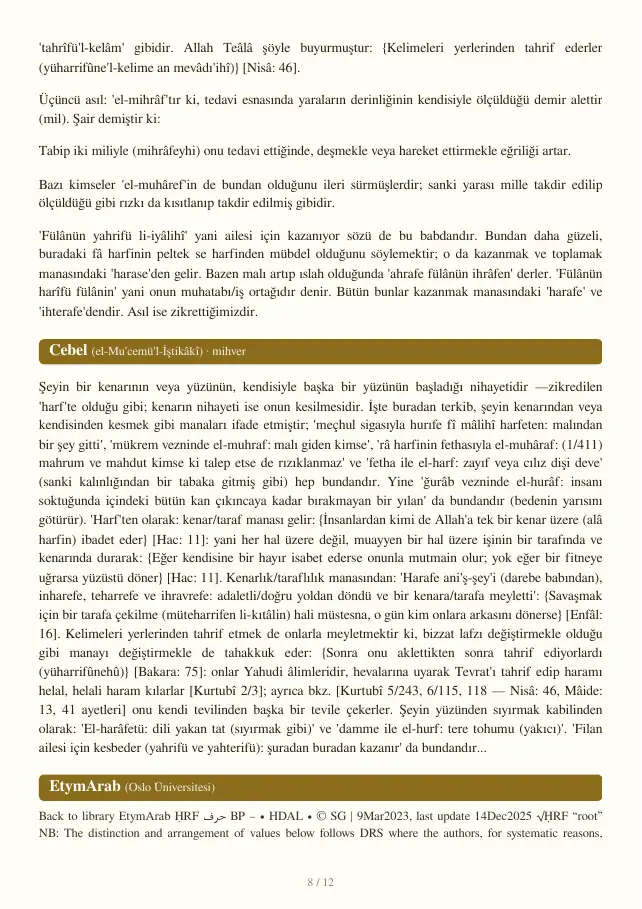 'tahrîfü'l-kelâm' gibidir. Allah Teâlâ şöyle buyurmuştur: {Kelimeleri yerlerinden tahrif ederler
(yüharrifûne'l-kelime an mevâdı'ihî)} [Nisâ: 46].
Üçüncü asıl: 'el-mihrâf'tır ki, tedavi esnasında yaraların derinliğinin kendisiyle ölçüldüğü demir alettir
(mil). Şair demiştir ki:
Tabip iki miliyle (mihrâfeyhi) onu tedavi ettiğinde, deşmekle veya hareket ettirmekle eğriliği artar.
Bazı kimseler 'el-muhâref'in de bundan olduğunu ileri sürmüşlerdir; sanki yarası mille takdir edilip
ölçüldüğü gibi rızkı da kısıtlanıp takdir edilmiş gibidir.
'Fülânün yahrifü li-iyâlihî' yani ailesi için kazanıyor sözü de bu babdandır. Bundan daha güzeli,
buradaki fâ harfinin peltek se harfinden mübdel olduğunu söylemektir; o da kazanmak ve toplamak
manasındaki 'harase'den gelir. Bazen malı artıp ıslah olduğunda 'ahrafe fülânün ihrâfen' derler. 'Fülânün
harîfü fülânin' yani onun muhatabı/iş ortağıdır denir. Bütün bunlar kazanmak manasındaki 'harafe' ve
'ihterafe'dendir. Asıl ise zikrettiğimizdir.
Cebel (el-Mu'cemü'l-İştikâkî) · mihver
Şeyin bir kenarının veya yüzünün, kendisiyle başka bir yüzünün başladığı nihayetidir —zikredilen
'harf'te olduğu gibi; kenarın nihayeti ise onun kesilmesidir. İşte buradan terkib, şeyin kenarından veya
kendisinden kesmek gibi manaları ifade etmiştir; 'meçhul sigasıyla hurıfe fî mâlihî harfeten: malından
bir şey gitti', 'mükrem vezninde el-muhraf: malı giden kimse', 'râ harfinin fethasıyla el-muhâraf: (1/411)
mahrum ve mahdut kimse ki talep etse de rızıklanmaz' ve 'fetha ile el-harf: zayıf veya cılız dişi deve'
(sanki kalınlığından bir tabaka gitmiş gibi) hep bundandır. Yine 'ğurâb vezninde el-hurâf: insanı
soktuğunda içindeki bütün kan çıkıncaya kadar bırakmayan bir yılan' da bundandır (bedenin yarısını
götürür). 'Harf'ten olarak: kenar/taraf manası gelir: {İnsanlardan kimi de Allah'a tek bir kenar üzere (alâ
harfin) ibadet eder} [Hac: 11]: yani her hal üzere değil, muayyen bir hal üzere işinin bir tarafında ve
kenarında durarak: {Eğer kendisine bir hayır isabet ederse onunla mutmain olur; yok eğer bir fitneye
uğrarsa yüzüstü döner} [Hac: 11]. Kenarlık/taraflılık manasından: 'Harafe ani'ş-şey'i (darebe babından),
inharefe, teharrefe ve ihravrefe: adaletli/doğru yoldan döndü ve bir kenara/tarafa meyletti': {Savaşmak
için bir tarafa çekilme (müteharrifen li-kıtâlin) hali müstesna, o gün kim onlara arkasını dönerse} [Enfâl:
16]. Kelimeleri yerlerinden tahrif etmek de onlarla meyletmektir ki, bizzat lafzı değiştirmekle olduğu
gibi manayı değiştirmekle de tahakkuk eder: {Sonra onu aklettikten sonra tahrif ediyorlardı
(yüharrifûnehû)} [Bakara: 75]: onlar Yahudi âlimleridir, hevalarına uyarak Tevrat'ı tahrif edip haramı
helal, helali haram kılarlar [Kurtubî 2/3]; ayrıca bkz. [Kurtubî 5/243, 6/115, 118 — Nisâ: 46, Mâide:
13, 41 ayetleri] onu kendi tevilinden başka bir tevile çekerler. Şeyin yüzünden sıyırmak kabilinden
olarak: 'El-harâfetü: dili yakan tat (sıyırmak gibi)' ve 'damme ile el-hurf: tere tohumu (yakıcı)'. 'Filan
ailesi için kesbeder (yahrifü ve yahterifü): şuradan buradan kazanır' da bundandır...
EtymArab (Oslo Üniversitesi)
Back to library EtymArab ḤRF حرف BP – • HDAL • © SG | 9Mar2023, last update 14Dec2025 √ḤRF “root”
NB: The distinction and arrangement of values below follows DRS where the authors, for systematic reasons,
8 / 12